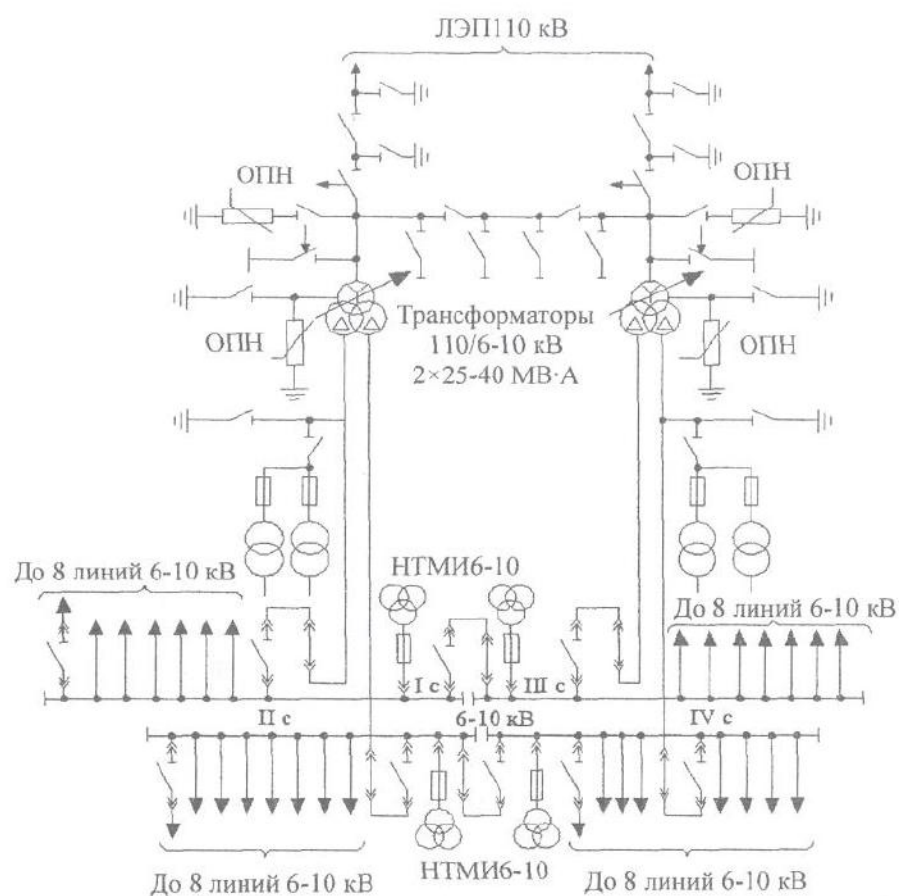 ЛЭП110 кВ
ОПН
ОПН
Трансформаторы
110/6-10 кВ
2×25-40 МВ·А
ОПН
ОПН
До 8 линий 6-10 кВ
НТМИ6-10
До 8 линий 6-10 кВ
I с
III с
II с
6-10 кВ
IV с
НТМИ6-10
До 8 линий 6-10 кВ
До 8 линий 6-10 кВ